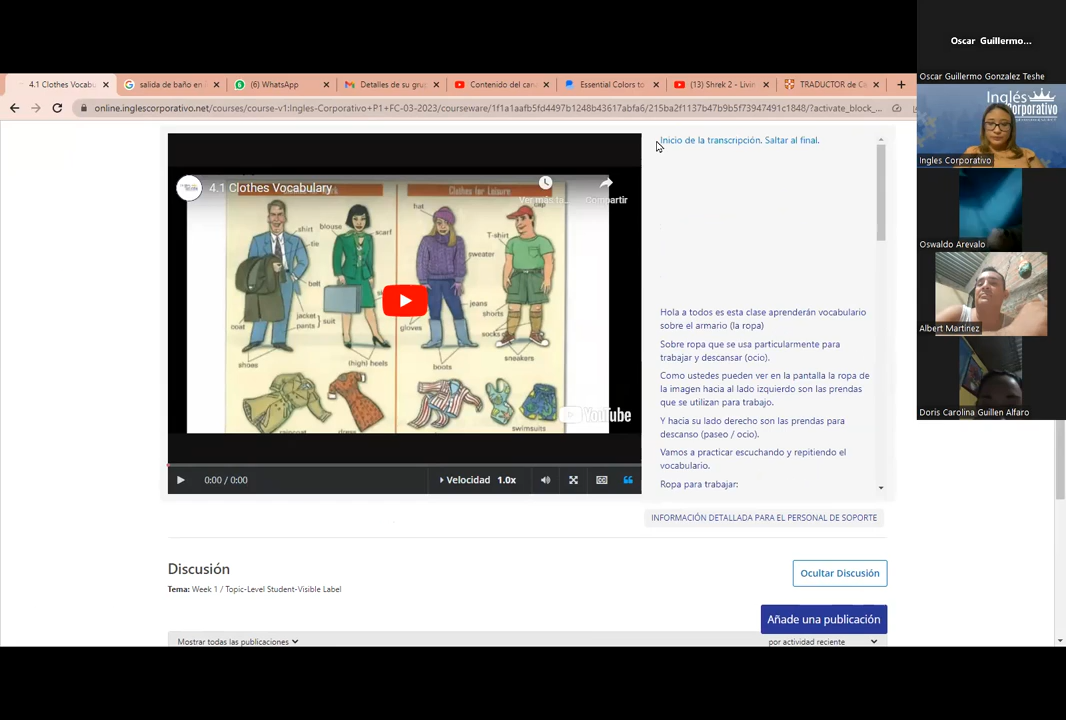 Oscar Guillermo...
Oscar Guillermo Gonzalez Teshe
4.1 Clothes Vocabu
salida de baño en
(6) WhatsApp
Detalles de su gru
Contenido del car
Essential Colors to
(13) Shrek 2 - Livin
TRADUCTOR de C
online.inglescorporativo.net/courses/course-v1:Ingles-Corporativo+P1+FC-03-2023/courseware/1f1a1aafb5fd4497b1248b43617abfa6/215ba2f1137b47b9b5f73947491c1848/?activate_block_...
Inglés
Corporativo
Ingles Corporativo
Oswaldo Arevalo
Albert Martinez
Doris Carolina Guillen Alfaro
4.1 Clothes Vocabulary
Clothes for Leisure
Compartir
shirt
blouse
scarf
tie
belt
jacket
pants
suit
coat
shoes
(high) heels
hat
cap
T-shirt
sweater
jeans
shorts
gloves
socks
sneakers
boots
raincoat
dress
swimsuits
YouTube
0:00 / 0:00
Velocidad 1.0x
Inicio de la transcripción. Saltar al final.
Hola a todos es esta clase aprenderán vocabulario
sobre el armario (la ropa)
Sobre ropa que se usa particularmente para
trabajar y descansar (ocio).
Como ustedes pueden ver en la pantalla la ropa de
la imagen hacia al lado izquierdo son las prendas
que se utilizan para trabajo.
Y hacia su lado derecho son las prendas para
descanso (paseo / ocio).
Vamos a practicar escuchando y repitiendo el
vocabulario.
Ropa para trabajar:
INFORMACIÓN DETALLADA PARA EL PERSONAL DE SOPORTE
Discusión
Tema: Week 1 / Topic-Level Student-Visible Label
Ocultar Discusión
Añade una publicación
Mostrar todas las publicaciones
por actividad reciente